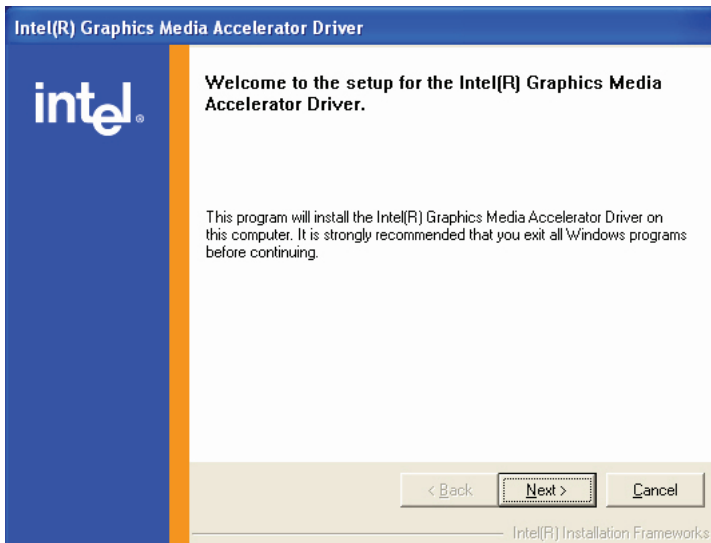 Intel(R) Graphics Media Accelerator Driver
intel®
Welcome to the setup for the Intel(R) Graphics Media
Accelerator Driver.
This program will install the Intel(R) Graphics Media Accelerator Driver on
this computer. It is strongly recommended that you exit all Windows programs
before continuing.
< Back
Next >
Cancel
Intel(R) Installation Frameworks